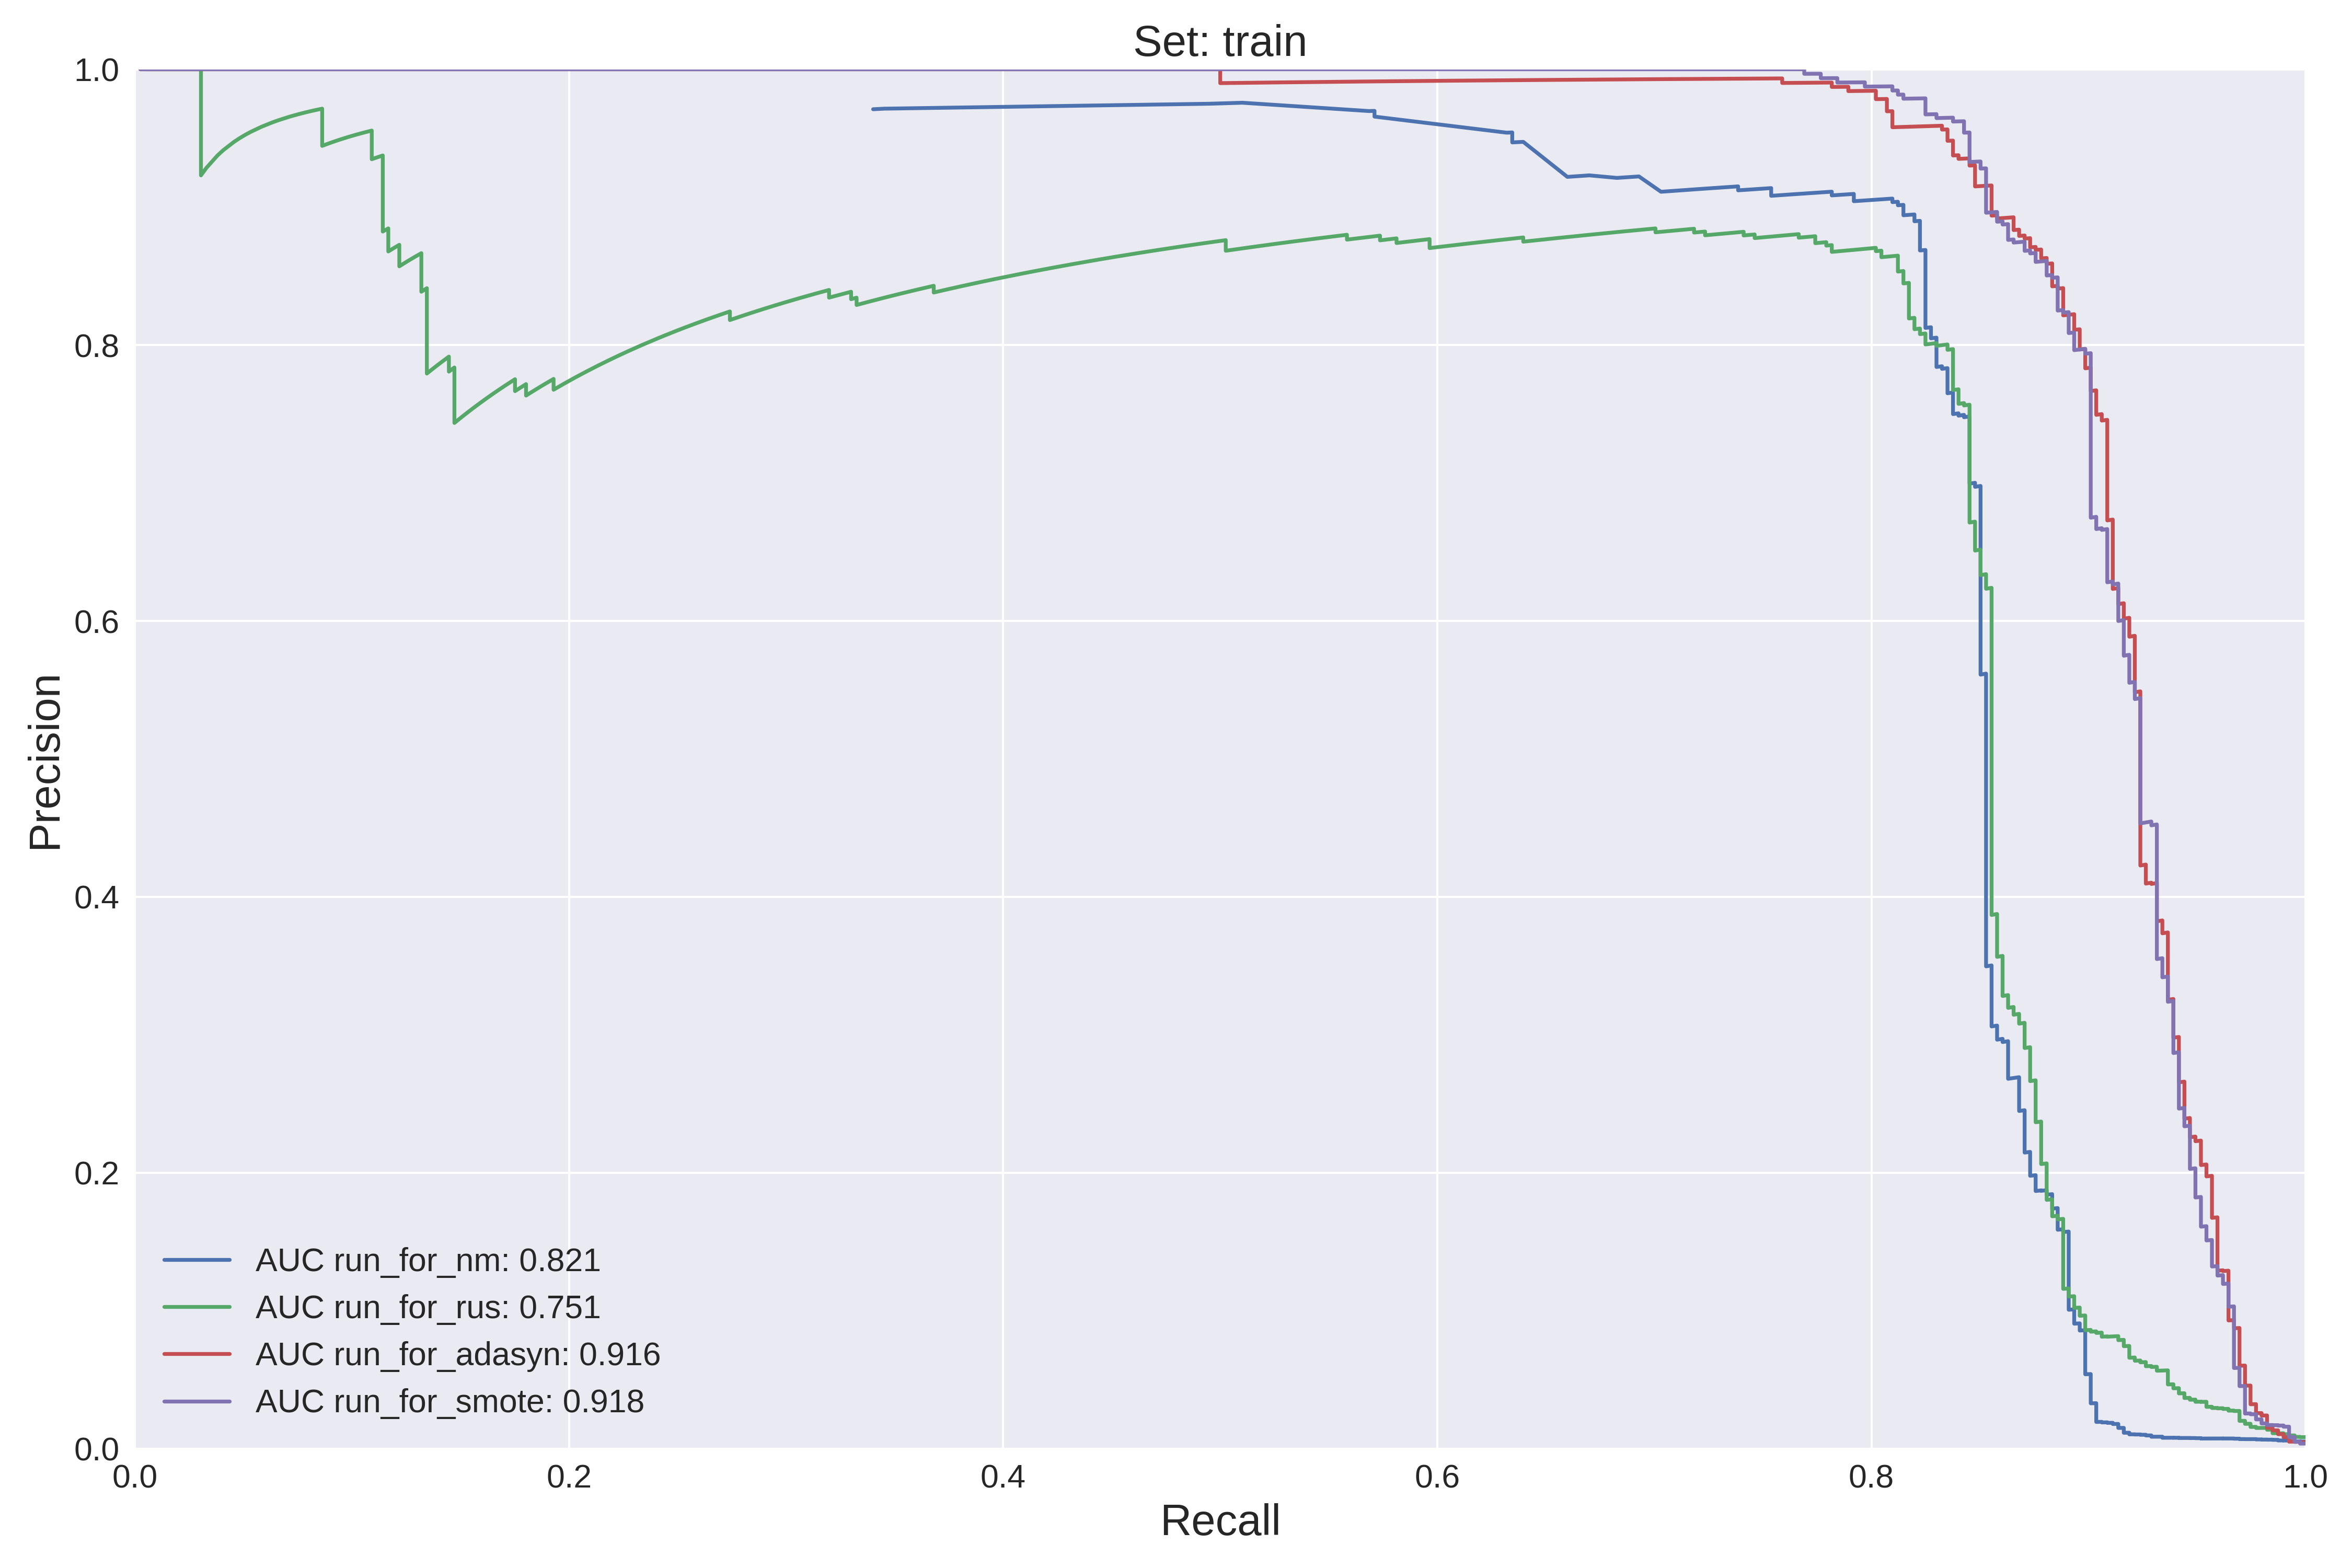 Set: train
1.0
0.8
0.6
0.4
0.2
0.0
Precision
AUC run_for_nm: 0.821
AUC run_for_rus: 0.751
AUC run_for_adasyn: 0.916
AUC run_for_smote: 0.918
0.0 0.2 0.4 0.6 0.8 1.0
Recall